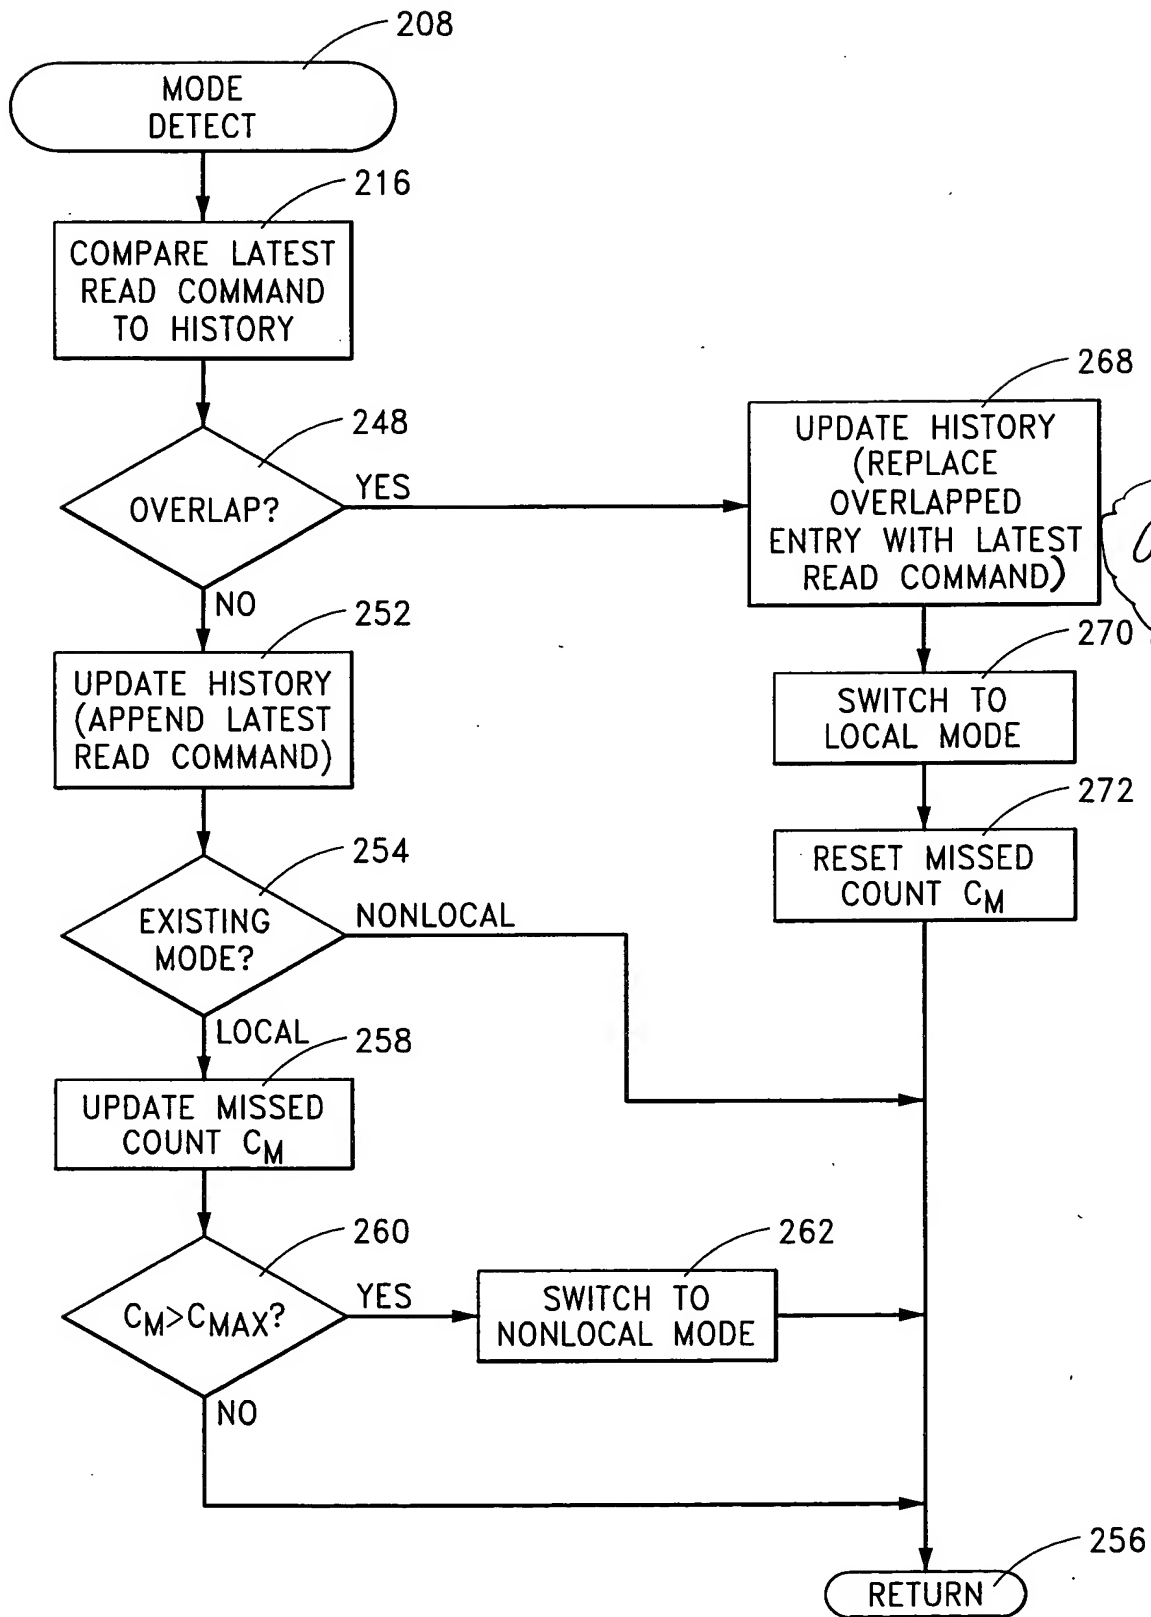 208
MODE
DETECT
216
COMPARE LATEST
READ COMMAND
TO HISTORY
248
OVERLAP?
YES
NO
268
UPDATE HISTORY
(REPLACE
OVERLAPPED
ENTRY WITH LATEST
READ COMMAND)
252
UPDATE HISTORY
(APPEND LATEST
READ COMMAND)
270
SWITCH TO
LOCAL MODE
272
RESET MISSED
COUNT CM
254
EXISTING
MODE?
NONLOCAL
LOCAL
258
UPDATE MISSED
COUNT CM
260
CM>CMAX?
YES
NO
262
SWITCH TO
NONLOCAL MODE
256
RETURN